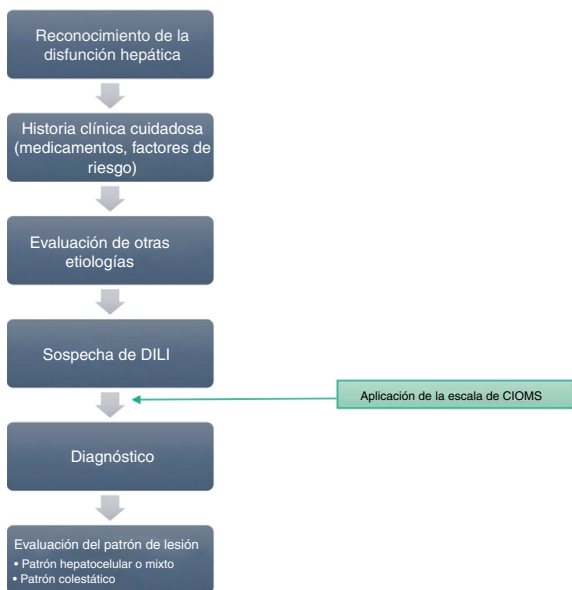 Reconocimiento de la
disfunción hepática
Historia clínica cuidadosa
(medicamentos, factores de
riesgo)
Evaluación de otras
etiologías
Sospecha de DILI
Aplicación de la escala de CIOMS
Diagnóstico
Evaluación del patrón de lesión
• Patrón hepatocelular o mixto
• Patrón colestático